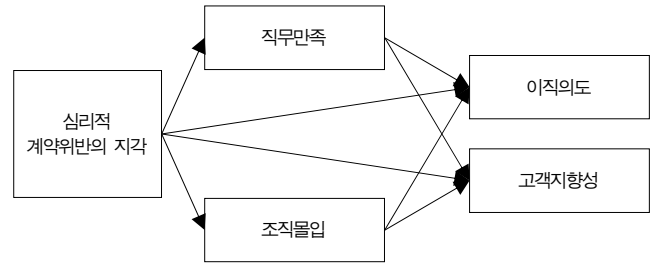 직무만족
이직의도
심리적
계약위반의 지각
고객지향성
조직몰입